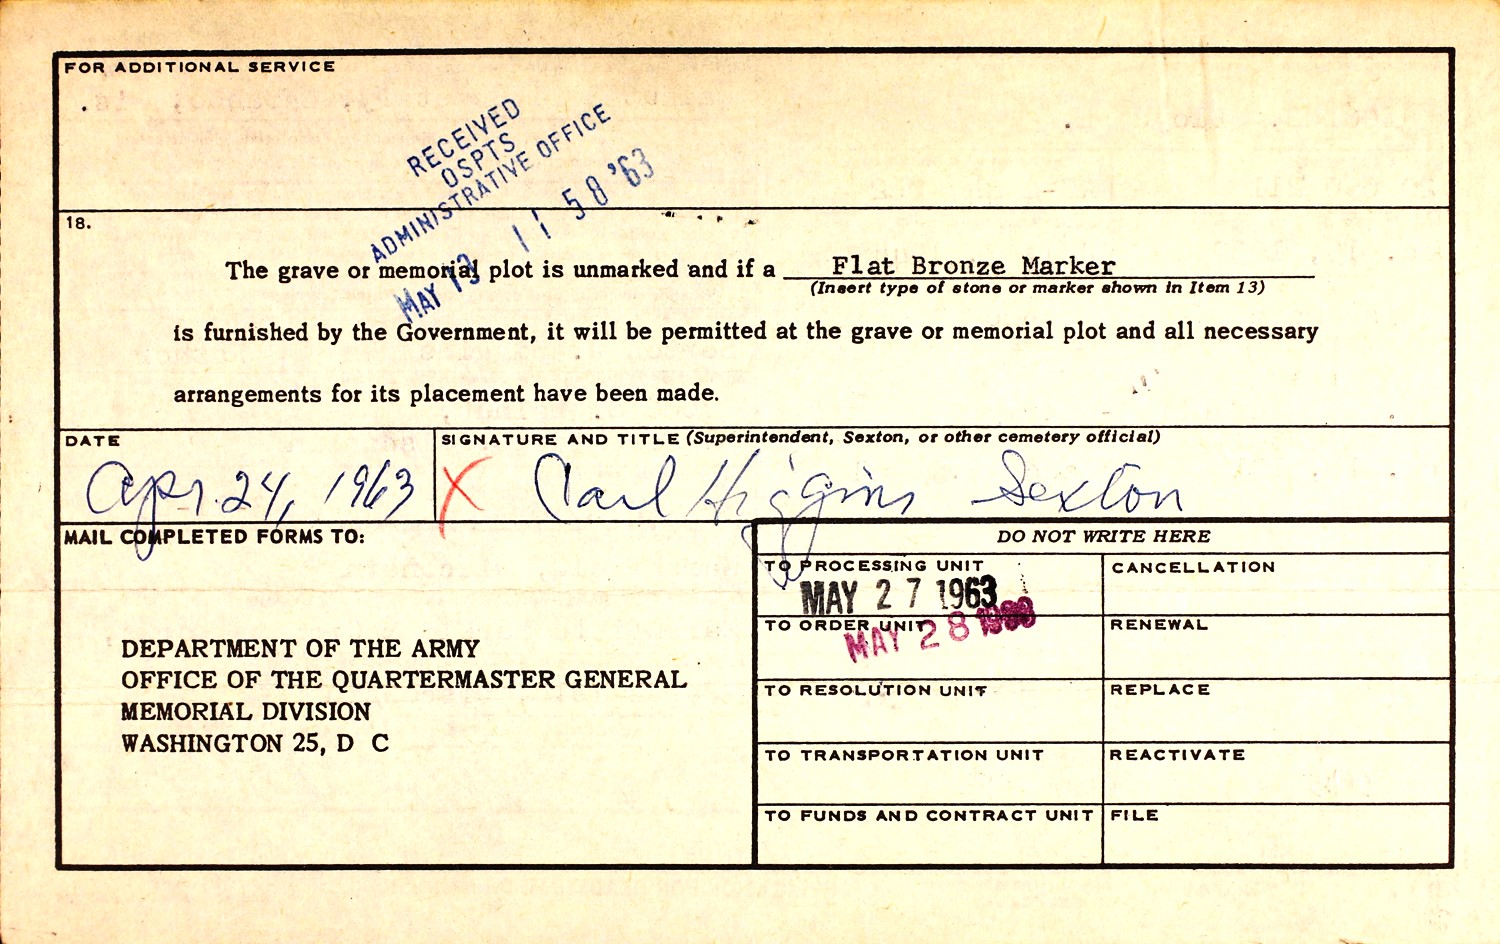 FOR ADDITIONAL SERVICE
RECEIVED
OSPTS
ADMINISTRATIVE OFFICE
MAY 13 11 58 '63
18.
The grave or memorial plot is unmarked and if a Flat Bronze Marker
(Insert type of stone or marker shown in Item 13)
is furnished by the Government, it will be permitted at the grave or memorial plot and all necessary
arrangements for its placement have been made.
DATE
Apr. 24, 1963
SIGNATURE AND TITLE (Superintendent, Sexton, or other cemetery official)
X Carl Higgins Sexton
MAIL COMPLETED FORMS TO:
DEPARTMENT OF THE ARMY
OFFICE OF THE QUARTERMASTER GENERAL
MEMORIAL DIVISION
WASHINGTON 25, D C
DO NOT WRITE HERE
TO PROCESSING UNIT
MAY 27 1963
CANCELLATION
TO ORDER UNIT
MAY 28 1963
RENEWAL
TO RESOLUTION UNIT
REPLACE
TO TRANSPORTATION UNIT
REACTIVATE
TO FUNDS AND CONTRACT UNIT
FILE